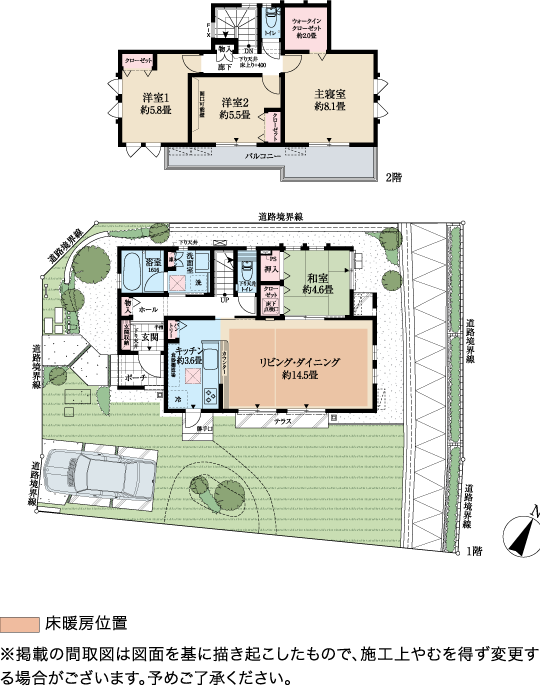 ウォークイン
クローゼット
約2.0畳
トイレ
FIX
物入
DN
下り天井
床上り=400
廊下
クローゼット
洋室1
約5.8畳
洋室2
約5.5畳
クローゼット
主寝室
約8.1畳
バルコニー
2階
道路境界線
道路境界線
下り天井
浴室
1616
洗面室
洗
UP
下り天井
トイレ
PS
押入
クローゼット
床下
点検口
和室
約4.6畳
物入
ホール
玄関収納
下り天井
玄関
ポーチ
パントリー
キッチン
約3.6畳
カウンター
冷
リビング・ダイニング
約14.5畳
勝手口
テラス
道路境界線
道路境界線
道路境界線
道路境界線
N
1階
床暖房位置
※掲載の間取図は図面を基に描き起こしたもので、施工上やむを得ず変更す
る場合がございます。予めご了承ください。